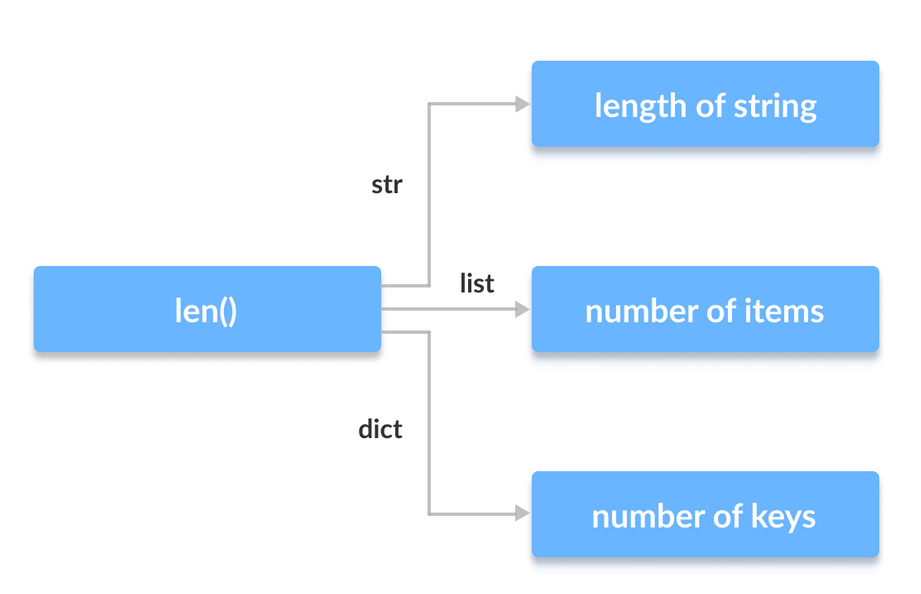 length of string
str
list
len()
number of items
dict
number of keys